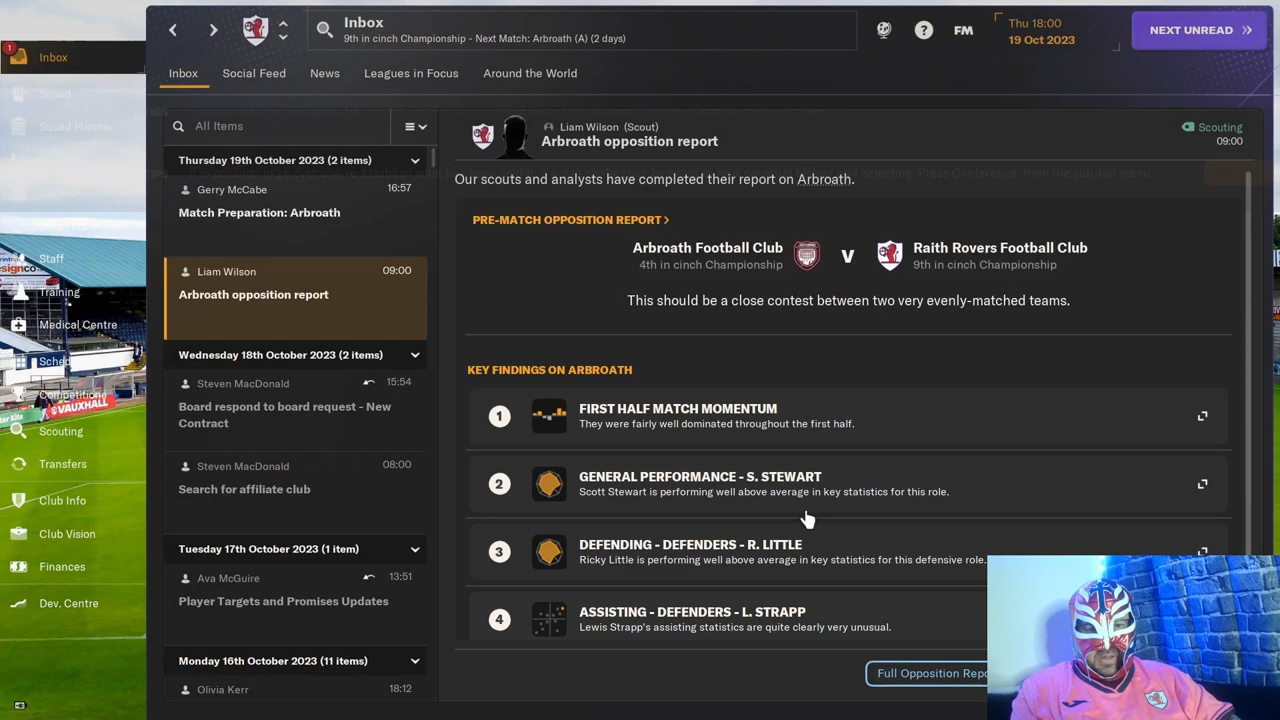 Inbox
9th in cinch Championship - Next Match: Arbroath (A) (2 days)
FM
Thu 18:00
19 Oct 2023
NEXT UNREAD
1
Inbox
Squad
Squad Planner
Staff
Training
Medical Centre
Sched
Competitions
VAUXHALL
Scouting
Transfers
Club Info
Club Vision
Finances
Dev. Centre
Inbox
Social Feed
News
Leagues in Focus
Around the World
All Items
Thursday 19th October 2023 (2 items)
Gerry McCabe
16:57
Match Preparation: Arbroath
Liam Wilson
09:00
Arbroath opposition report
Wednesday 18th October 2023 (2 items)
Steven MacDonald
15:54
Board respond to board request - New
Contract
Steven MacDonald
08:00
Search for affiliate club
Tuesday 17th October 2023 (1 item)
Ava McGuire
13:51
Player Targets and Promises Updates
Monday 16th October 2023 (11 items)
Olivia Kerr
18:12
Liam Wilson (Scout)
Arbroath opposition report
Scouting
09:00
Our scouts and analysts have completed their report on Arbroath.
PRE-MATCH OPPOSITION REPORT >
Arbroath Football Club
4th in cinch Championship
V
Raith Rovers Football Club
9th in cinch Championship
This should be a close contest between two very evenly-matched teams.
KEY FINDINGS ON ARBROATH
1
FIRST HALF MATCH MOMENTUM
They were fairly well dominated throughout the first half.
2
GENERAL PERFORMANCE - S. STEWART
Scott Stewart is performing well above average in key statistics for this role.
3
DEFENDING - DEFENDERS - R. LITTLE
Ricky Little is performing well above average in key statistics for this defensive role.
4
ASSISTING - DEFENDERS - L. STRAPP
Lewis Strapp's assisting statistics are quite clearly very unusual.
Full Opposition Repo